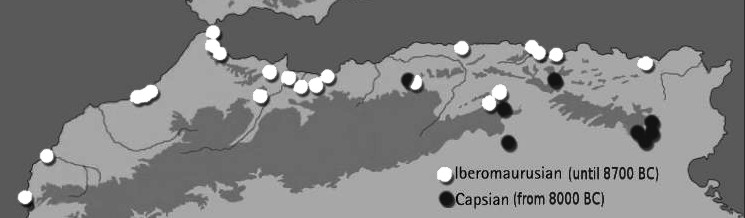 Iberomaurusian (until 8700 BC)
Capsian (from 8000 BC)